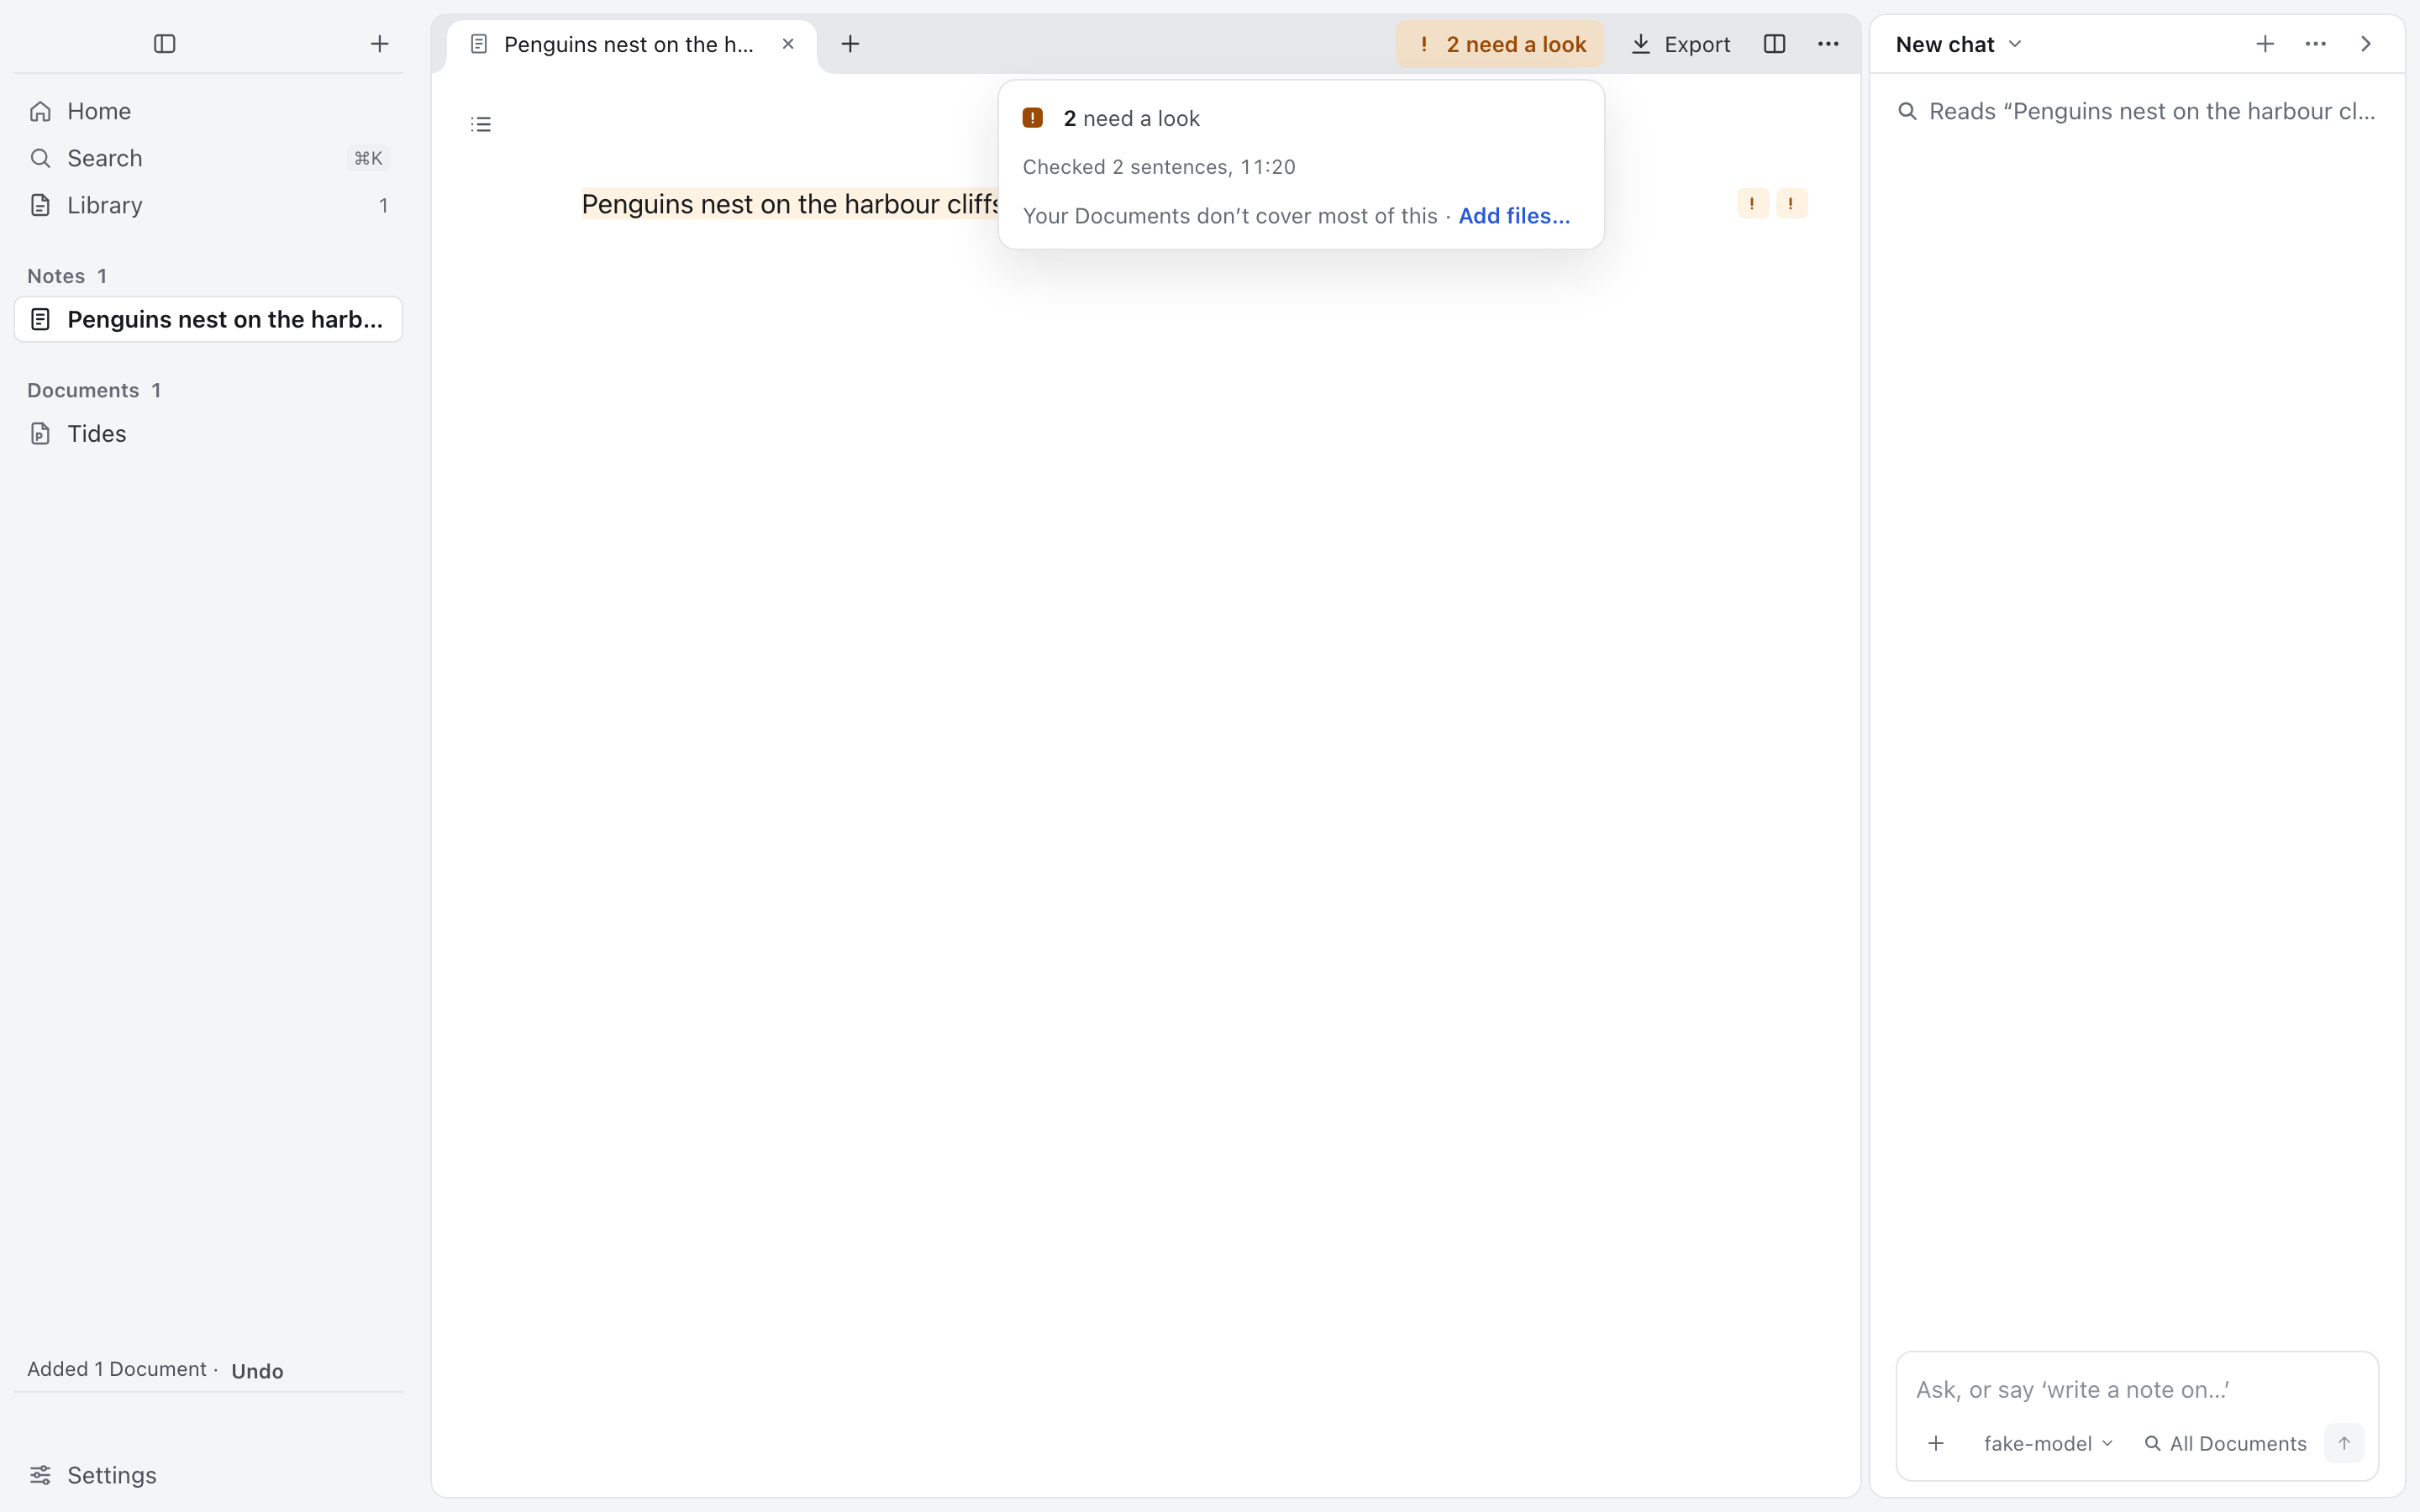 Home
Search ⌘K
Library 1
Notes 1
Penguins nest on the harb...
Documents 1
Tides
Added 1 Document · Undo
Settings
Penguins nest on the h...
! 2 need a look
Export
! 2 need a look
Checked 2 sentences, 11:20
Your Documents don’t cover most of this · Add files...
Penguins nest on the harbour cliffs
! !
New chat
Reads “Penguins nest on the harbour cl...
Ask, or say ‘write a note on...’
fake-model
All Documents